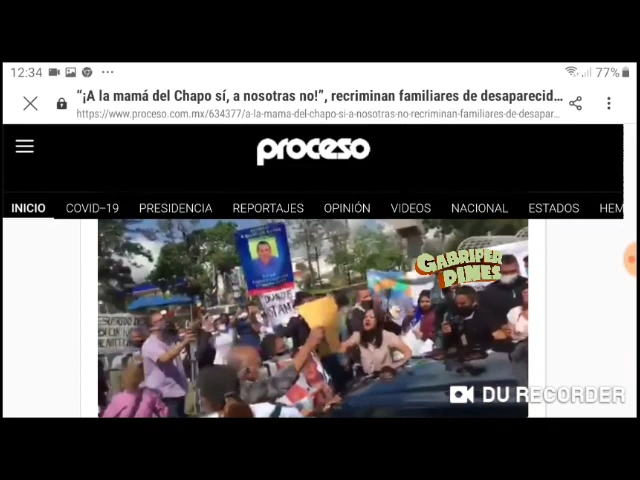 12:34
77%
“¡A la mamá del Chapo sí, a nosotras no!”, recriminan familiares de desaparecid...
https://www.proceso.com.mx/634377/a-la-mama-del-chapo-si-a-nosotras-no-recriminan-familiares-de-desapar...
proceso
INICIO COVID-19 PRESIDENCIA REPORTAJES OPINIÓN VIDEOS NACIONAL ESTADOS HEM
GABRIPER
DINES
DU RECORDER